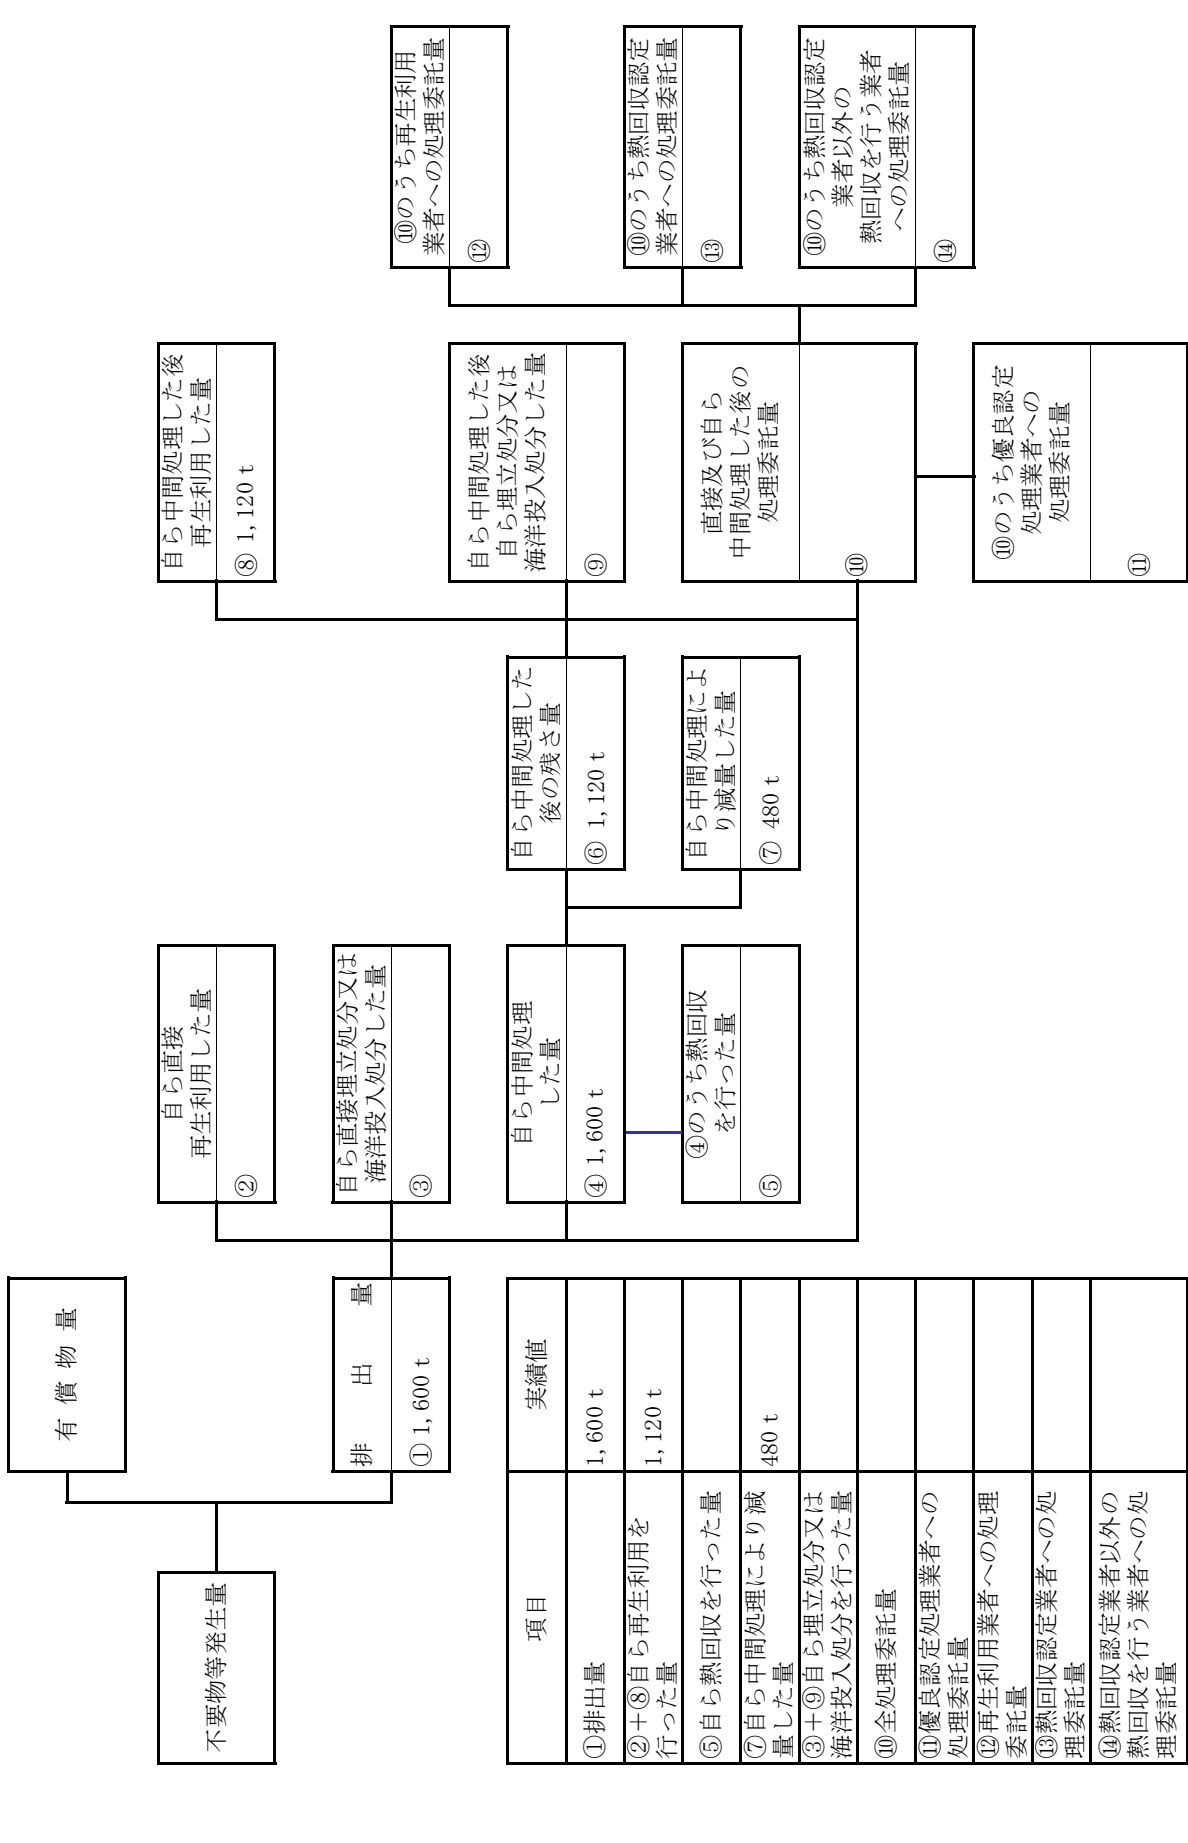 有償物量
不要物等発生量
排出量
① 1,600 t
自ら直接
再生利用した量
②
自ら直接埋立処分又は
海洋投入処分した量
③
自ら中間処理
した量
④ 1,600 t
④のうち熱回収
を行った量
⑤
自ら中間処理した
後の残さ量
⑥ 1,120 t
自ら中間処理によ
り減量した量
⑦ 480 t
自ら中間処理した後
再生利用した量
⑧ 1,120 t
自ら中間処理した後
自ら埋立処分又は
海洋投入処分した量
⑨
直接及び自ら
中間処理した後の
処理委託量
⑩
⑩のうち優良認定
処理業者への
処理委託量
⑪
⑩のうち再生利用
業者への処理委託量
⑫
⑩のうち熱回収認定
業者への処理委託量
⑬
⑩のうち熱回収認定
業者以外の
熱回収を行う業者
への処理委託量
⑭
項目 実績値
①排出量 1,600 t
②+⑧自ら再生利用を
行った量 1,120 t
⑤自ら熱回収を行った量
⑦自ら中間処理により減
量した量 480 t
③+⑨自ら埋立処分又は
海洋投入処分を行った量
⑩全処理委託量
⑪優良認定処理業者への
処理委託量
⑫再生利用業者への処理
委託量
⑬熱回収認定業者への処
理委託量
⑭熱回収認定業者以外の
熱回収を行う業者への処
理委託量